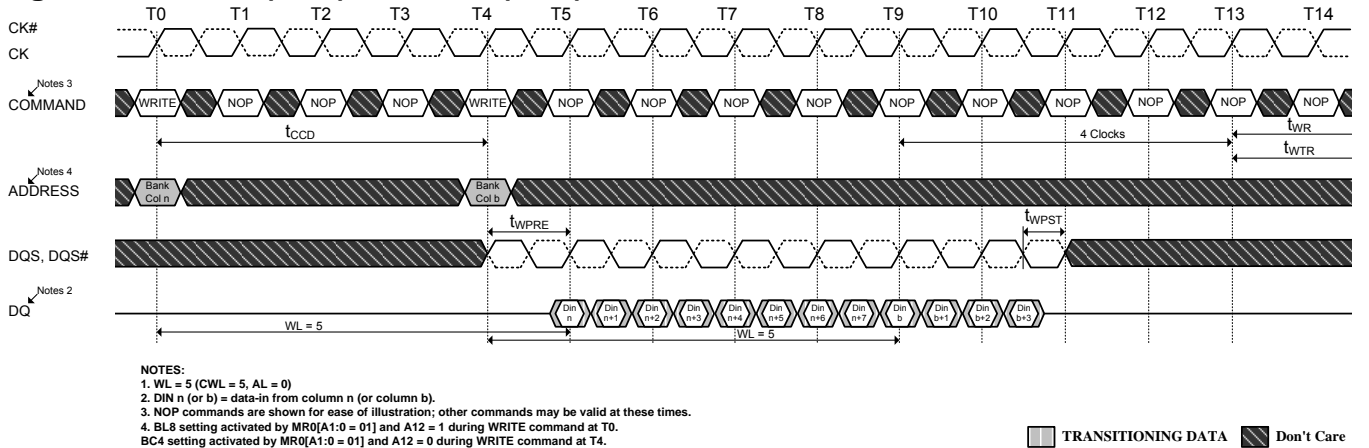 T0 T1 T2 T3 T4 T5 T6 T7 T8 T9 T10 T11 T12 T13 T14
CK#
CK
Notes 3
COMMAND
WRITE NOP NOP NOP WRITE NOP NOP NOP NOP NOP NOP NOP NOP NOP NOP
tCCD
4 Clocks
tWR
tWTR
Notes 4
ADDRESS
Bank Col n
Bank Col b
tWPRE
tWPST
DQS, DQS#
Notes 2
DQ
Din n Din n+1 Din n+2 Din n+3 Din n+4 Din n+5 Din n+6 Din n+7 Din b Din b+1 Din b+2 Din b+3
WL = 5
WL = 5
NOTES:
1. WL = 5 (CWL = 5, AL = 0)
2. DIN n (or b) = data-in from column n (or column b).
3. NOP commands are shown for ease of illustration; other commands may be valid at these times.
4. BL8 setting activated by MR0[A1:0 = 01] and A12 = 1 during WRITE command at T0.
BC4 setting activated by MR0[A1:0 = 01] and A12 = 0 during WRITE command at T4.
TRANSITIONING DATA Don't Care